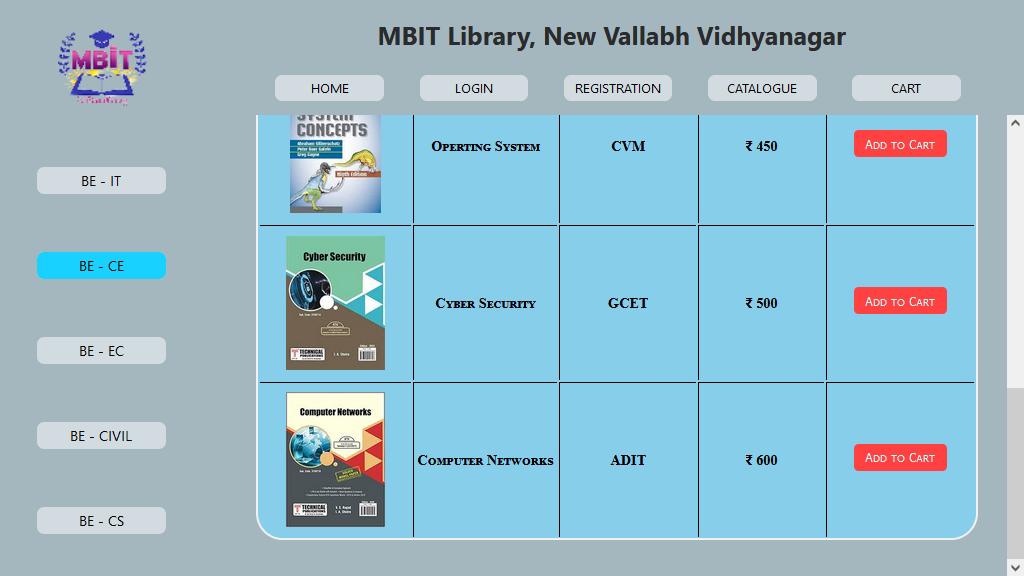 MBIT
MBIT Library, New Vallabh Vidhyanagar
HOME
LOGIN
REGISTRATION
CATALOGUE
CART
BE - IT
BE - CE
BE - EC
BE - CIVIL
BE - CS
SYSTEM
CONCEPTS
Abraham Silberschatz
Peter Baer Galvin
Greg Gagne
Ninth Edition
Operting System
CVM
₹ 450
Add to Cart
Cyber Security
TECHNICAL
PUBLICATIONS
Cyber Security
GCET
₹ 500
Add to Cart
Computer Networks
TECHNICAL
PUBLICATIONS
Computer Networks
ADIT
₹ 600
Add to Cart